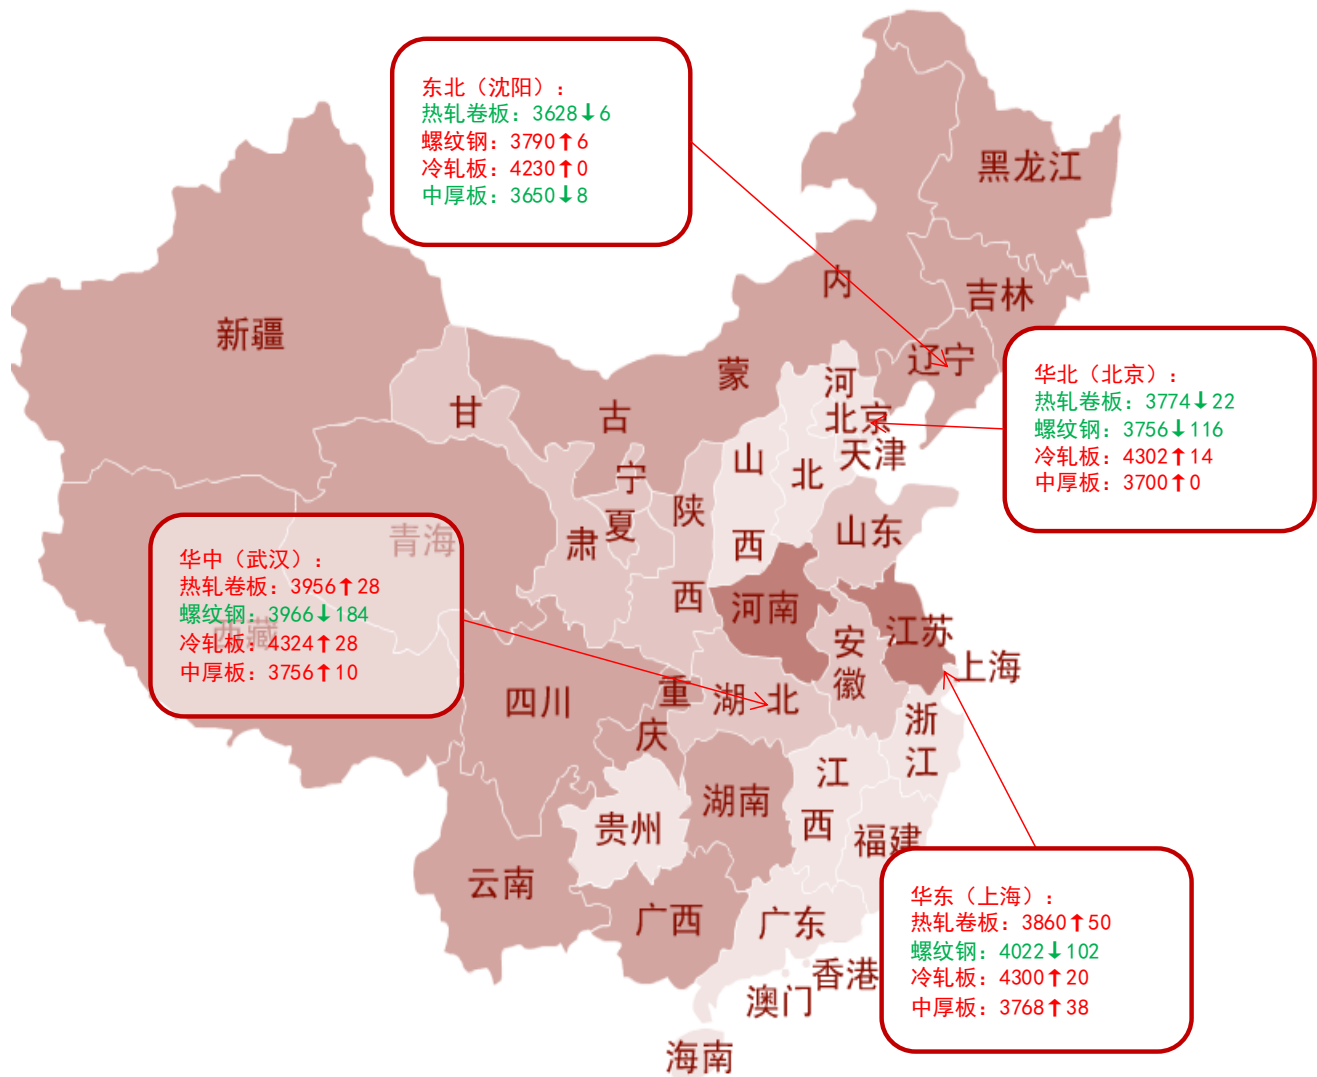 东北（沈阳）：
热轧卷板：3628↓6
螺纹钢：3790↑6
冷轧板：4230↑0
中厚板：3650↓8
黑龙江
内
吉林
新疆
辽宁
蒙
河
华北（北京）：
热轧卷板：3774↓22
螺纹钢：3756↓116
冷轧板：4302↑14
中厚板：3700↑0
甘
古
北京
天津
山
北
宁
夏
陕
山东
青海
肃
西
华中（武汉）：
热轧卷板：3956↑28
螺纹钢：3966↓184
冷轧板：4324↑28
中厚板：3756↑10
西藏
西
河南
安
徽
江苏
上海
四川
重
庆
湖北
浙
江
江
西
湖南
贵州
福建
云南
广西
广东
华东（上海）：
热轧卷板：3860↑50
螺纹钢：4022↓102
冷轧板：4300↑20
中厚板：3768↑38
香港
澳门
海南